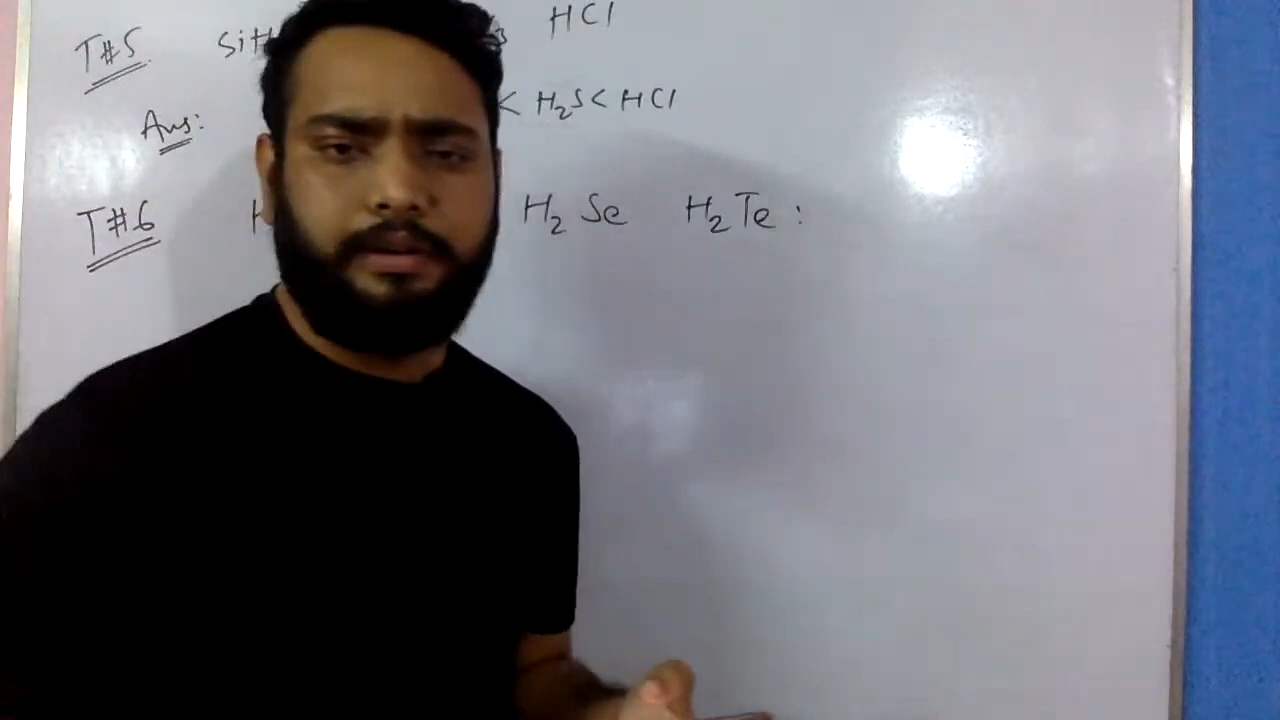 T#5 SiH HCl
Ans: < H₂S < HCl
T#6 H H₂Se H₂Te :